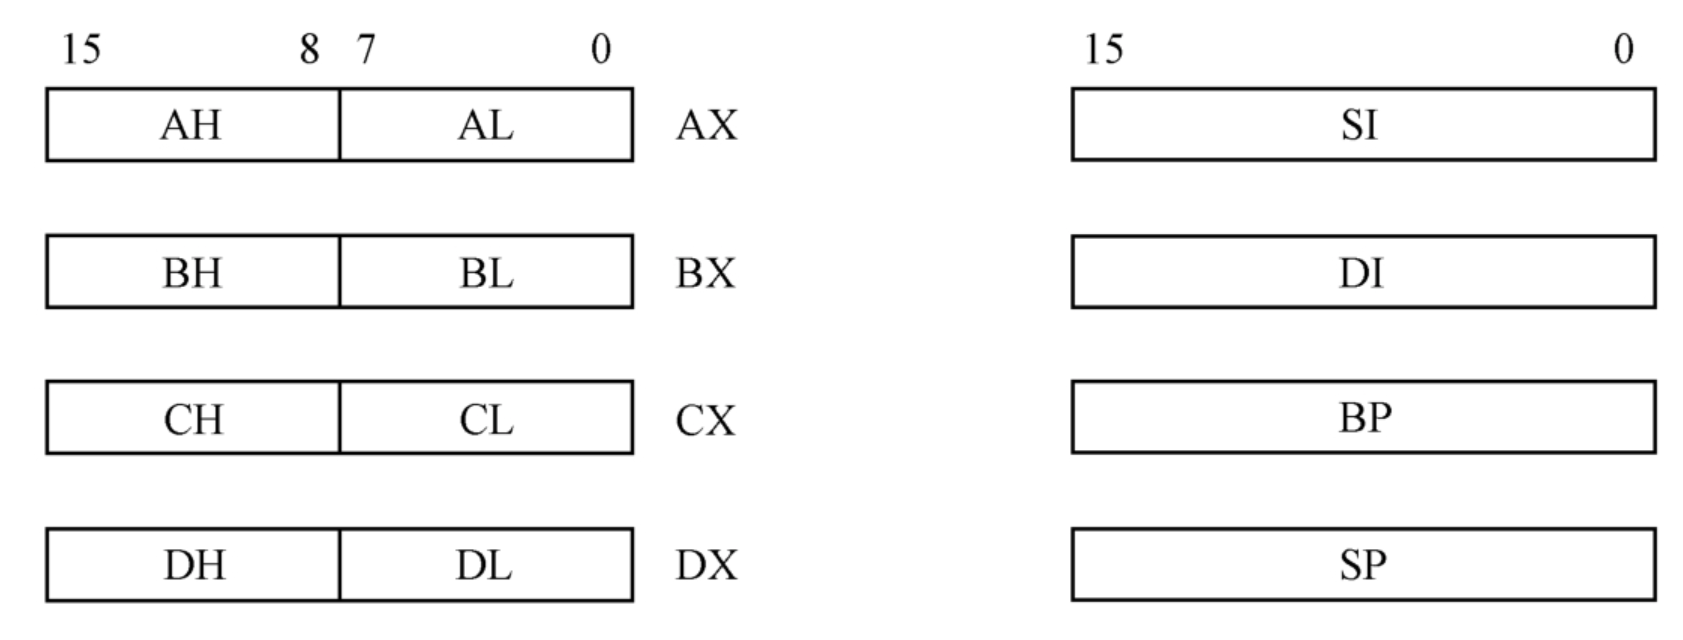 15 8 7 0 15 0
AH AL AX SI
BH BL BX DI
CH CL CX BP
DH DL DX SP